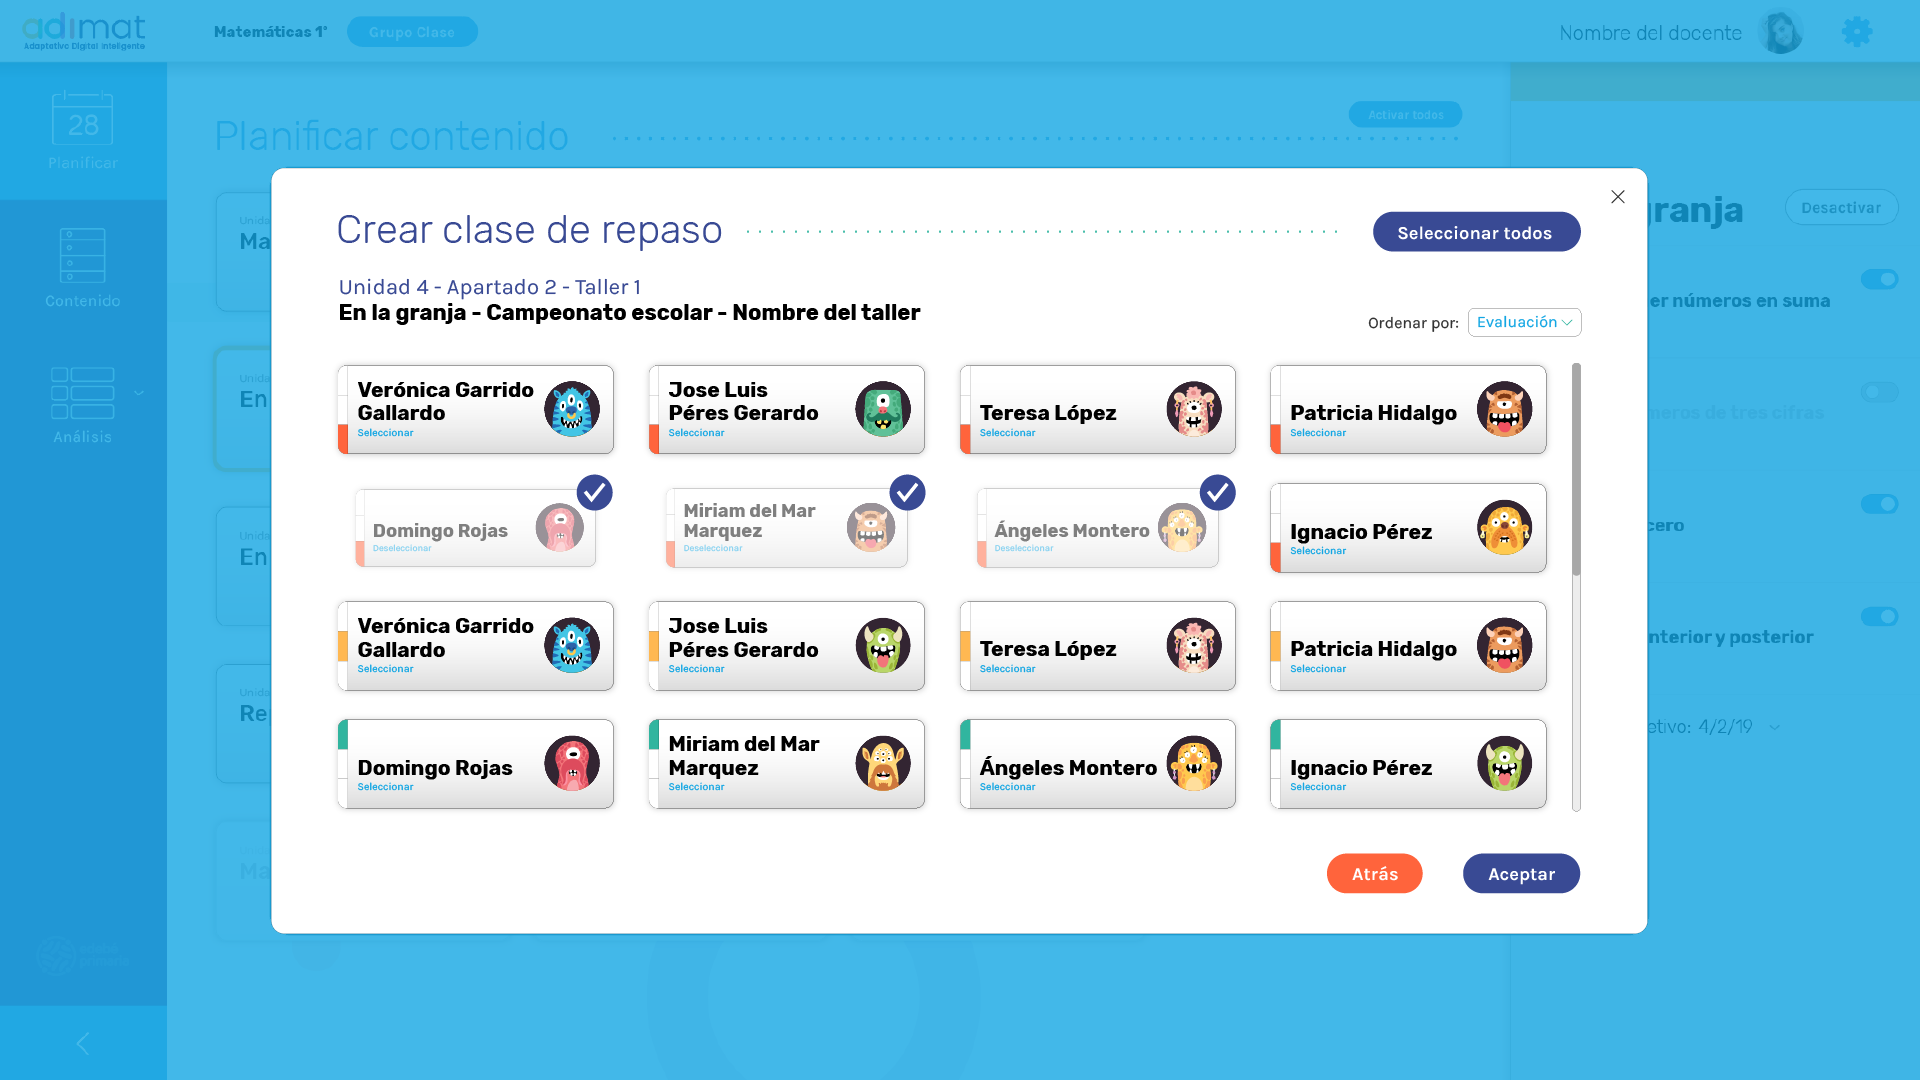 adimat
Adaptativo Digital Inteligente
Matemáticas 1°
Grupo Clase
Nombre del docente
28
Planificar
Contenido
Análisis
Planificar contenido
Activar todos
Unida
Ma
Unida
En
Unida
En
Unida
Re
Ma
granja
Desactivar
er números en suma
meros de tres cifras
cero
nterior y posterior
etivo: 4/2/19
Crear clase de repaso
Seleccionar todos
Unidad 4 - Apartado 2 - Taller 1
En la granja - Campeonato escolar - Nombre del taller
Ordenar por:
Evaluación
Verónica Garrido
Gallardo
Seleccionar
Jose Luis
Péres Gerardo
Seleccionar
Teresa López
Seleccionar
Patricia Hidalgo
Seleccionar
Domingo Rojas
Deseleccionar
Miriam del Mar
Marquez
Deseleccionar
Ángeles Montero
Deseleccionar
Ignacio Pérez
Seleccionar
Verónica Garrido
Gallardo
Seleccionar
Jose Luis
Péres Gerardo
Seleccionar
Teresa López
Seleccionar
Patricia Hidalgo
Seleccionar
Domingo Rojas
Seleccionar
Miriam del Mar
Marquez
Seleccionar
Ángeles Montero
Seleccionar
Ignacio Pérez
Seleccionar
Atrás
Aceptar